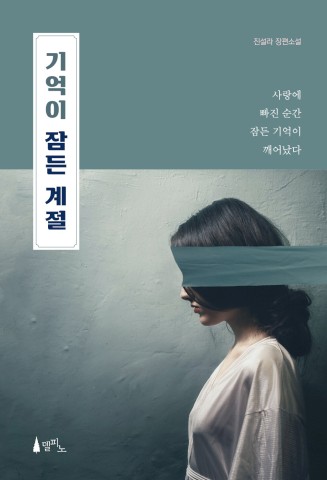 진설라 장편소설
기억이 잠든 계절
사랑에
빠진 순간
잠든 기억이
깨어났다
델피노